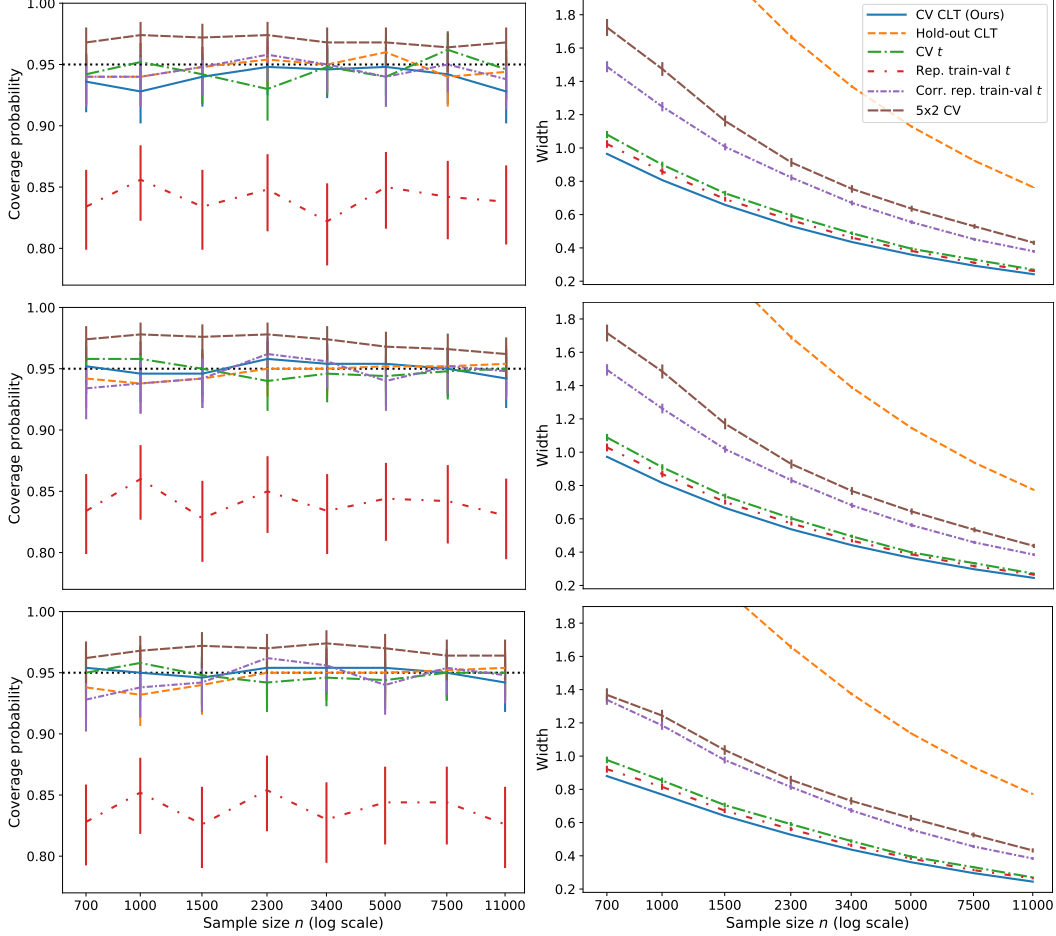 1.00
0.95
0.90
0.85
0.80
Coverage probability
1.8
1.6
1.4
1.2
1.0
0.8
0.6
0.4
0.2
Width
CV CLT (Ours)
Hold-out CLT
CV t
Rep. train-val t
Corr. rep. train-val t
5x2 CV
1.00
0.95
0.90
0.85
0.80
Coverage probability
1.8
1.6
1.4
1.2
1.0
0.8
0.6
0.4
0.2
Width
1.00
0.95
0.90
0.85
0.80
Coverage probability
700 1000 1500 2300 3400 5000 7500 11000
Sample size n (log scale)
1.8
1.6
1.4
1.2
1.0
0.8
0.6
0.4
0.2
Width
700 1000 1500 2300 3400 5000 7500 11000
Sample size n (log scale)